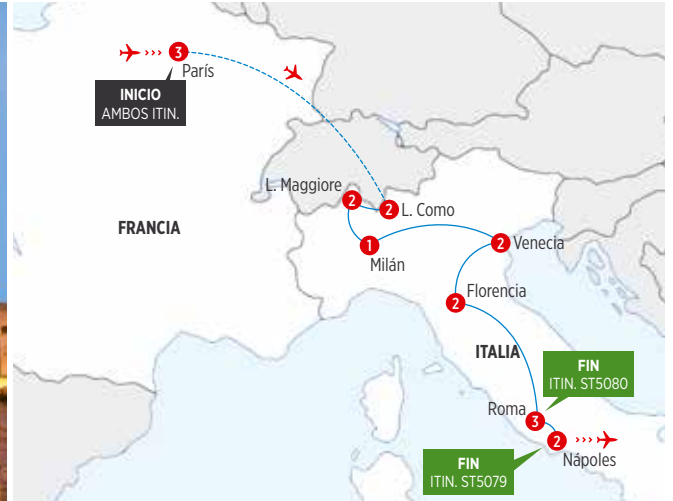 3
París
INICIO
AMBOS ITIN.
L. Maggiore
2
2
L. Como
FRANCIA
1
Milán
2
Venecia
2
Florencia
ITALIA
FIN
ITIN. ST5080
Roma
3
2
Nápoles
FIN
ITIN. ST5079